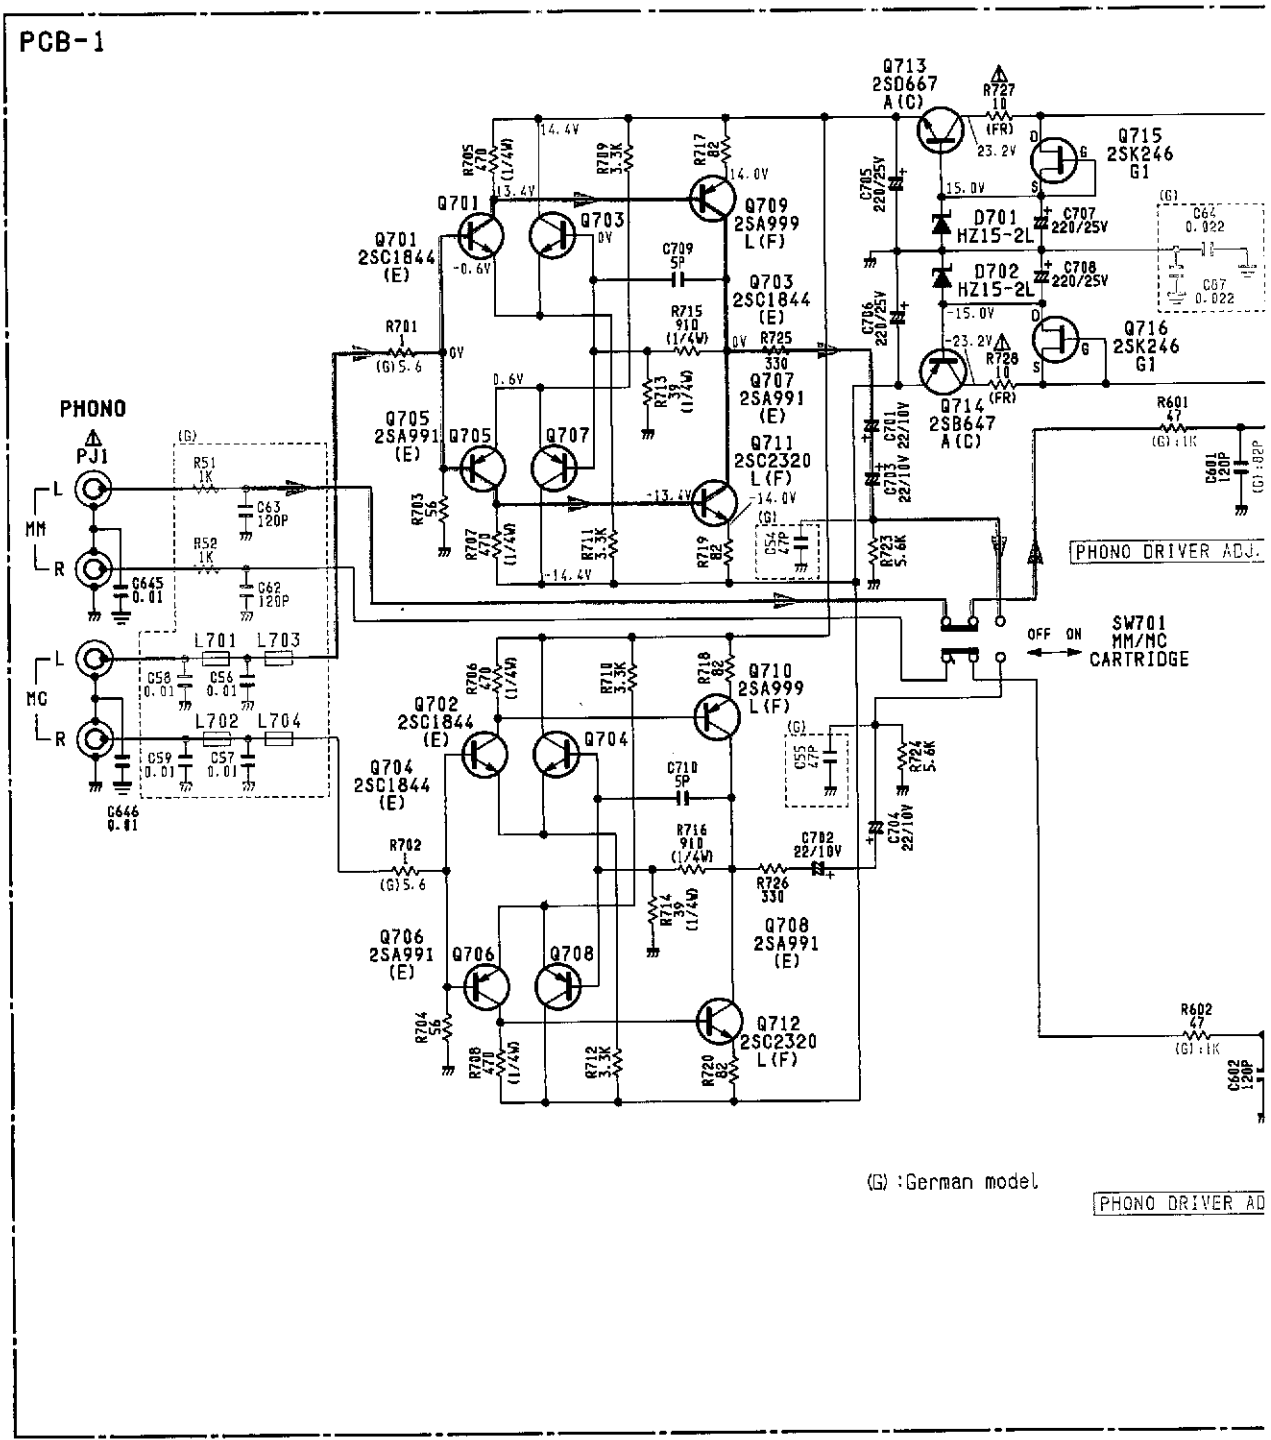 PCB-1
Q713
2SD667
A(C)
R727
10
(FR)
Q715
2SK246
G1
D
G
S
23.2V
14.4V
R705
470
(1/4W)
R709
3.3K
R717
82
14.0V
13.4V
Q701
Q703
0V
Q709
2SA999
L(F)
C705
220/25V
15.0V
D701
HZ15-2L
C707
220/25V
(G)
C64
0.022
Q701
2SC1844
(E)
-0.6V
C709
5P
Q703
2SC1844
(E)
D702
HZ15-2L
C708
220/25V
0.022
C706
220/25V
-15.0V
D
G
S
Q716
2SK246
G1
R701
1
(G)5.6
0V
R715
910
(1/4W)
0V
R725
330
-23.2V
R728
10
(FR)
R713
39
(1/4W)
Q707
2SA991
(E)
Q714
2SB647
A(C)
0.6V
PHONO
PJ1
(G)
Q705
2SA991
(E)
Q705
Q707
Q711
2SC2320
L(F)
C701
22/10V
C703
22/10V
R601
47
(G):1K
C601
120P
(G):82P
L
MM
R
R51
1K
C63
120P
R52
1K
C62
120P
C645
0.01
R703
56
R707
470
(1/4W)
R711
3.3K
-13.4V
-14.0V
R719
82
(G)
C54
47P
R723
5.6K
-14.4V
PHONO DRIVER ADJ.
L701
L703
L
MC
R
C58
0.01
C56
0.01
L702
L704
C59
0.01
C57
0.01
C646
0.01
OFF ON
SW701
MM/MC
CARTRIDGE
R706
470
(1/4W)
R710
3.3K
R718
82
Q710
2SA999
L(F)
Q702
2SC1844
(E)
Q704
Q704
2SC1844
(E)
C710
5P
(G)
C55
47P
R724
5.6K
C704
22/10V
R702
1
(G)5.6
R716
910
(1/4W)
C702
22/10V
R726
330
R714
39
(1/4W)
Q708
2SA991
(E)
Q706
2SA991
(E)
Q706
Q708
R704
56
R708
470
(1/4W)
R712
3.3K
R720
82
Q712
2SC2320
L(F)
R602
47
(G):1K
C602
120P
(G) :German model
PHONO DRIVER AD